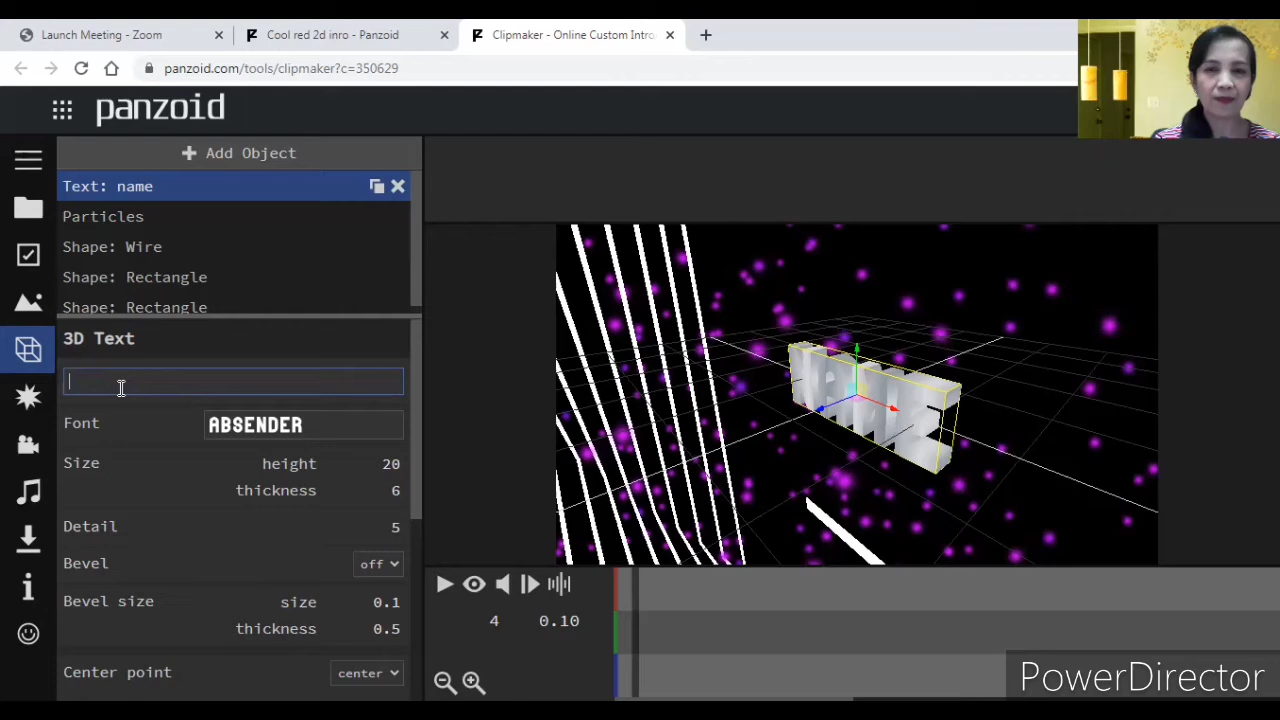 Launch Meeting - Zoom
Cool red 2d inro - Panzoid
Clipmaker - Online Custom Intro
panzoid.com/tools/clipmaker?c=350629
panzoid
Add Object
Text: name
Particles
Shape: Wire
Shape: Rectangle
Shape: Rectangle
3D Text
Font ABSENDER
Size height 20
thickness 6
Detail 5
Bevel off
Bevel size size 0.1
thickness 0.5
Center point center
4 0.10
PowerDirector